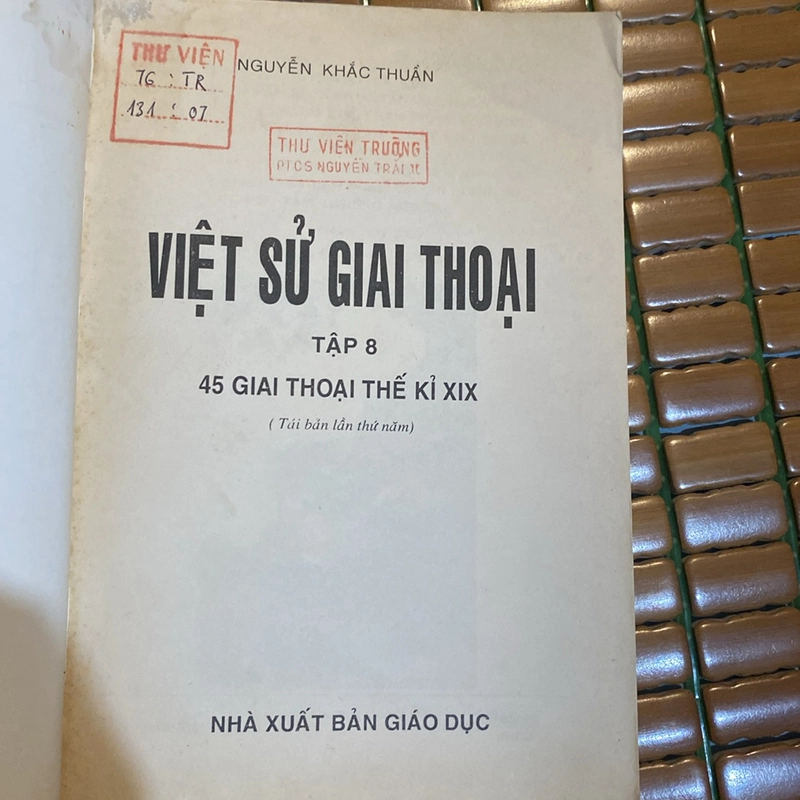 THƯ VIỆN
76 : TR
131 : 07
NGUYỄN KHẮC THUẦN
THƯ VIÊN TRƯỜNG
PTCS NGUYỄN TRÃI
VIỆT SỬ GIAI THOẠI
TẬP 8
45 GIAI THOẠI THẾ KỈ XIX
( Tái bản lần thứ năm)
NHÀ XUẤT BẢN GIÁO DỤC